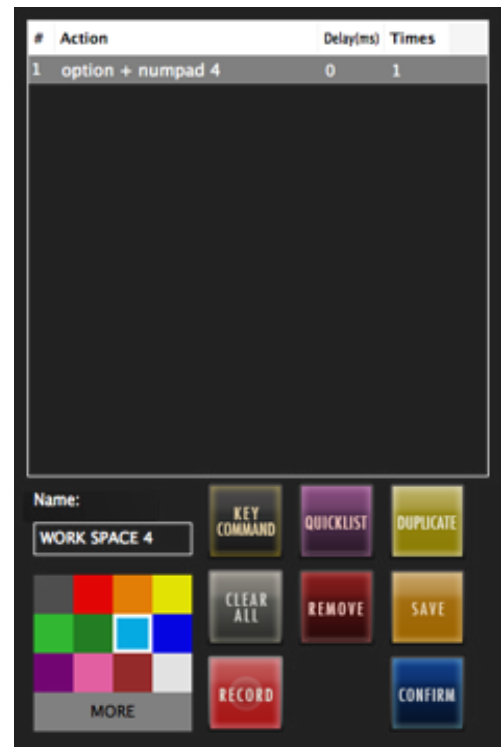 # Action Delay(ms) Times
1 option + numpad 4 0 1
Name:
WORK SPACE 4
KEY
COMMAND
QUICKLIST
DUPLICATE
CLEAR
ALL
REMOVE
SAVE
MORE
RECORD
CONFIRM